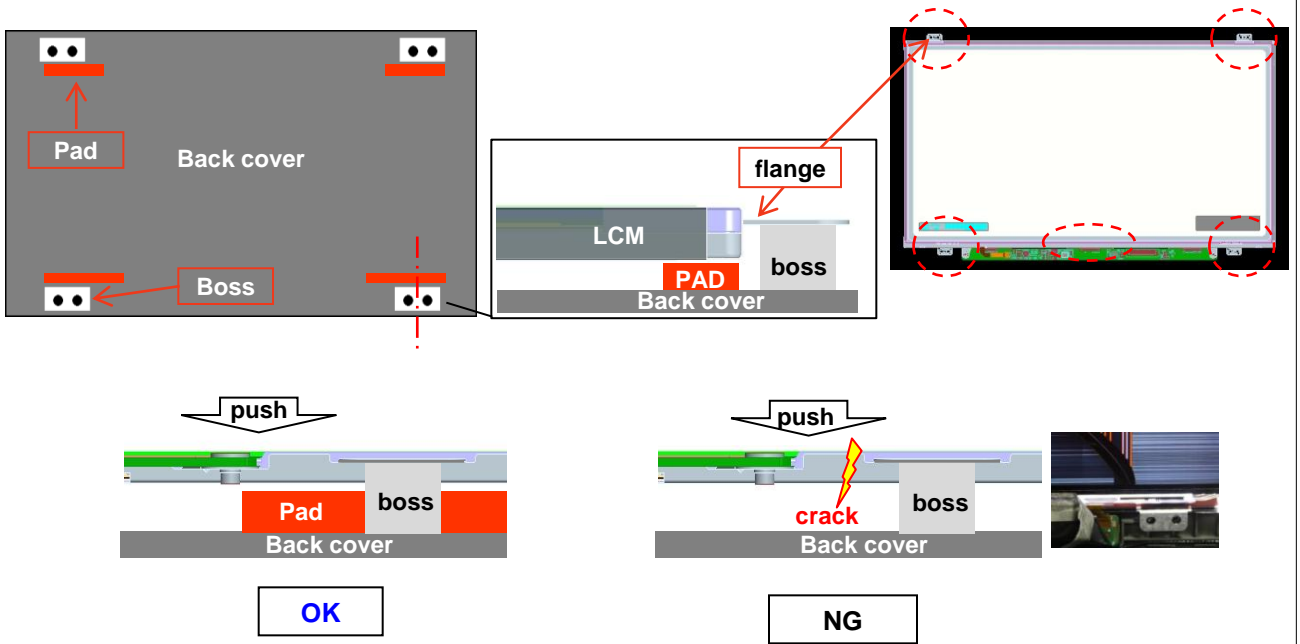 Pad
Back cover
Boss
flange
LCM
PAD
boss
Back cover
push
Pad
boss
Back cover
OK
push
crack
boss
Back cover
NG